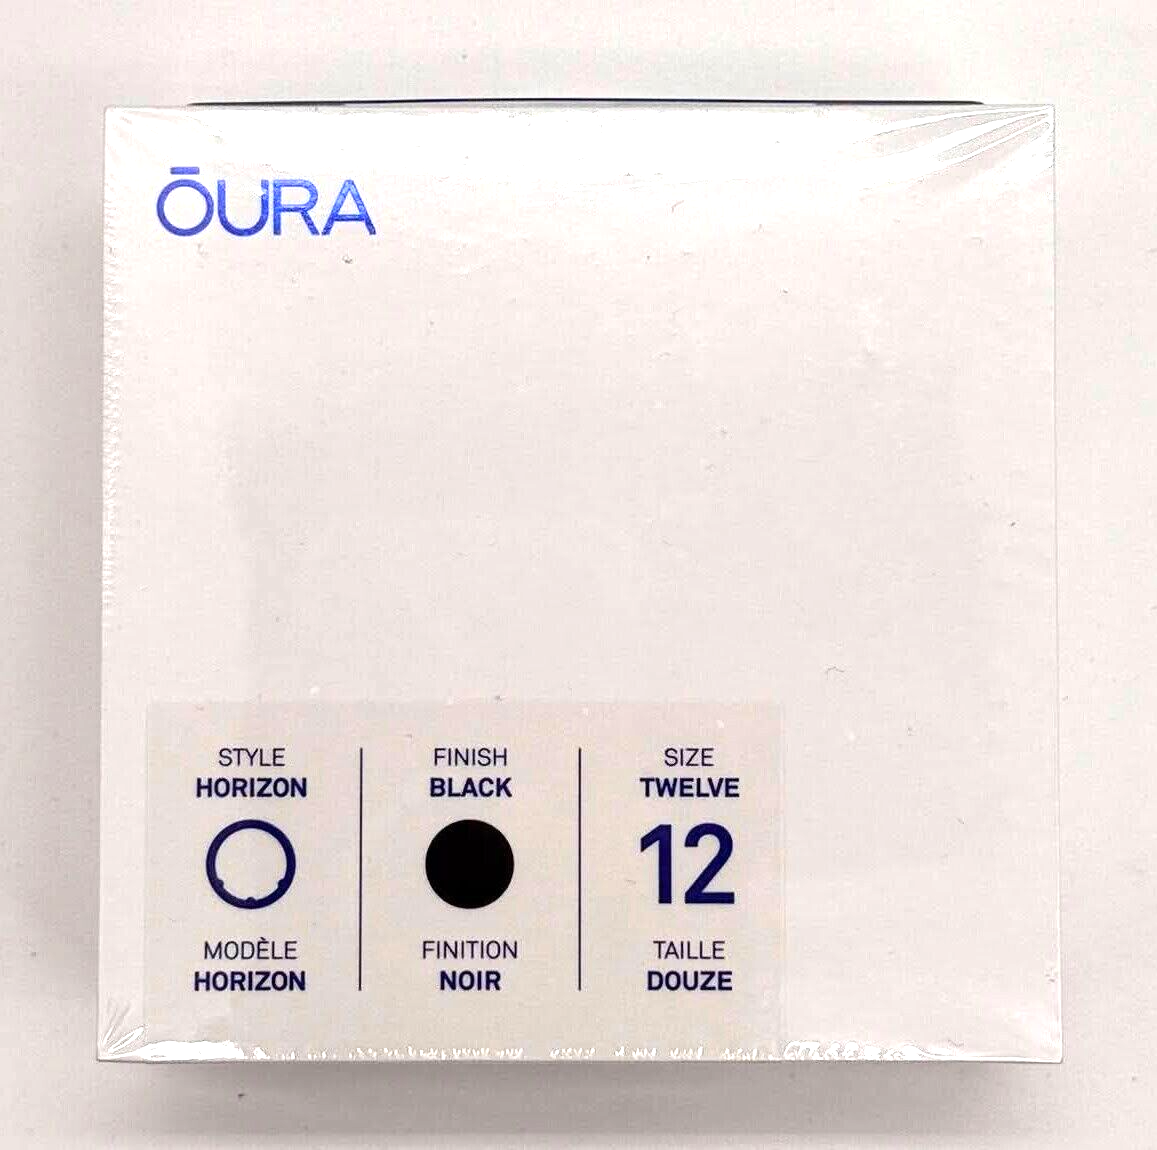 ŌURA
STYLE
HORIZON
MODÈLE
HORIZON
FINISH
BLACK
FINITION
NOIR
SIZE
TWELVE
12
TAILLE
DOUZE